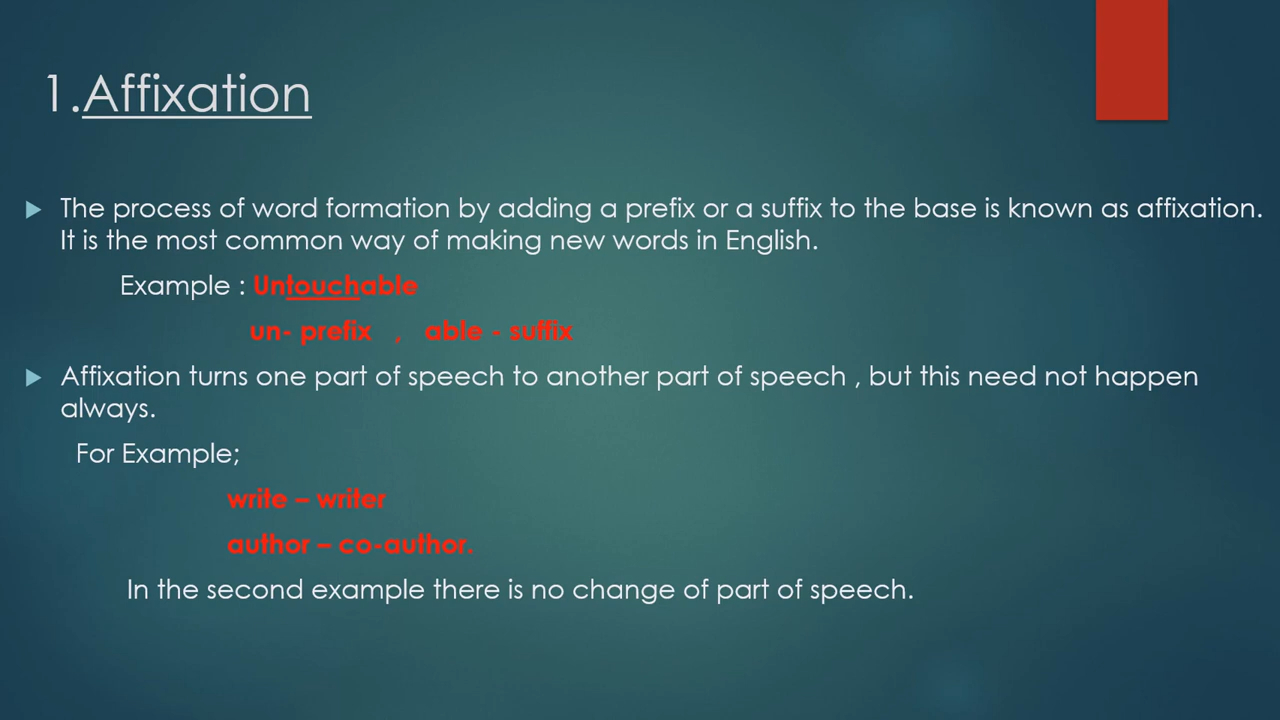 1.Affixation
The process of word formation by adding a prefix or a suffix to the base is known as affixation.
It is the most common way of making new words in English.
Example : Untouchable
un- prefix , able - suffix
Affixation turns one part of speech to another part of speech , but this need not happen
always.
For Example;
write – writer
author – co-author.
In the second example there is no change of part of speech.